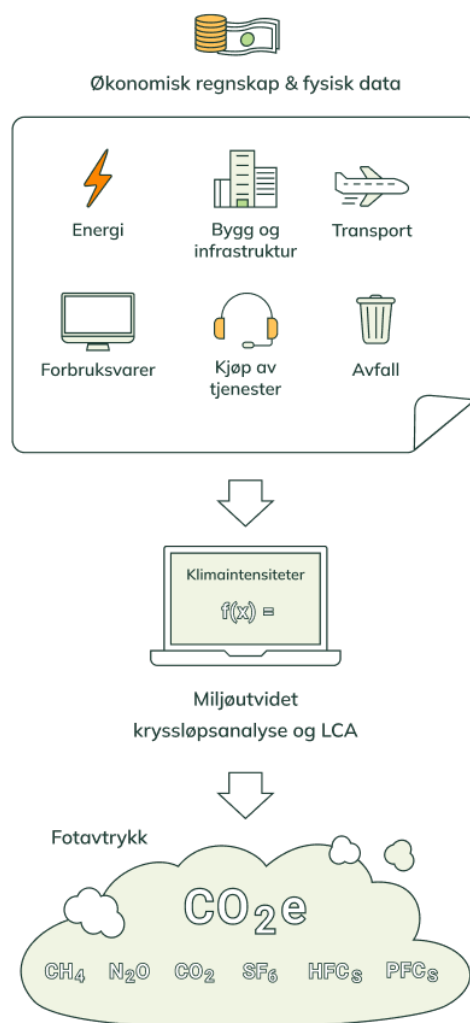 Økonomisk regnskap & fysisk data
Energi
Bygg og
infrastruktur
Transport
Forbruksvarer
Kjøp av
tjenester
Avfall
Klimaintensiteter
f(x) =
Miljøutvidet
kryssløpsanalyse og LCA
Fotavtrykk
CO₂e
CH₄ N₂O CO₂ SF₆ HFCs PFCs